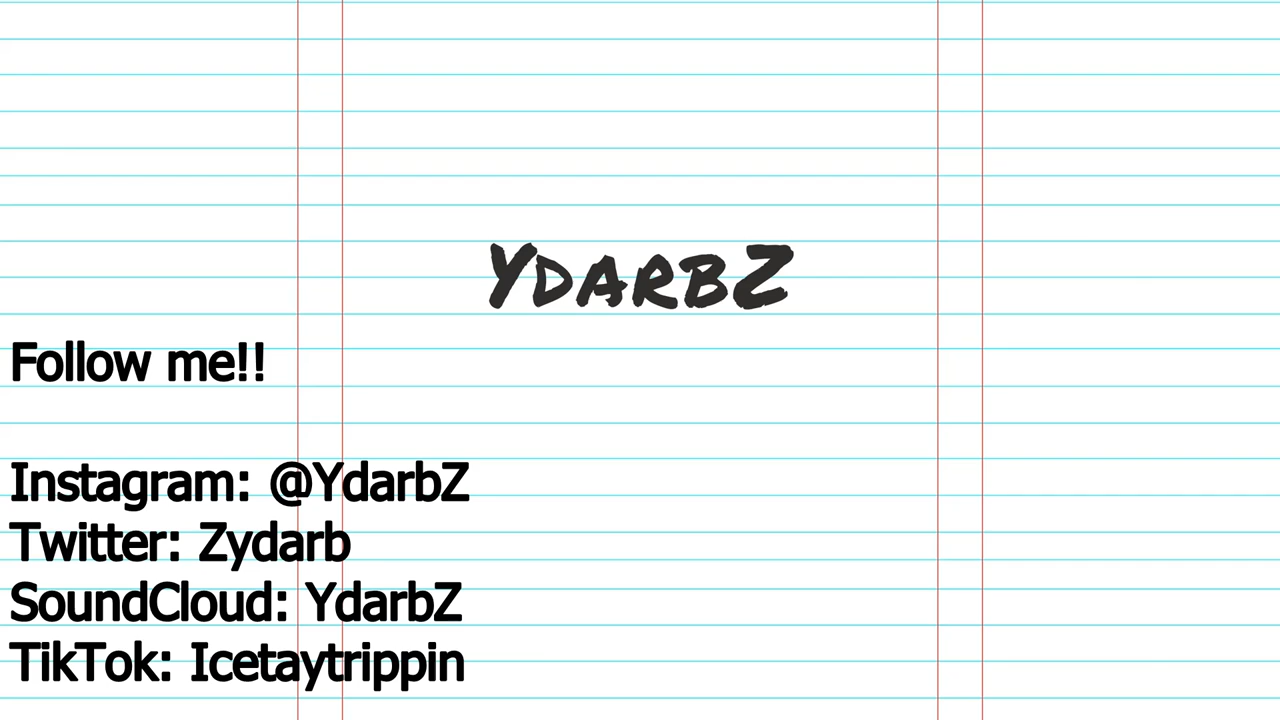 YdarbZ
Follow me!!
Instagram: @YdarbZ
Twitter: Zydarb
SoundCloud: YdarbZ
TikTok: Icetaytrippin